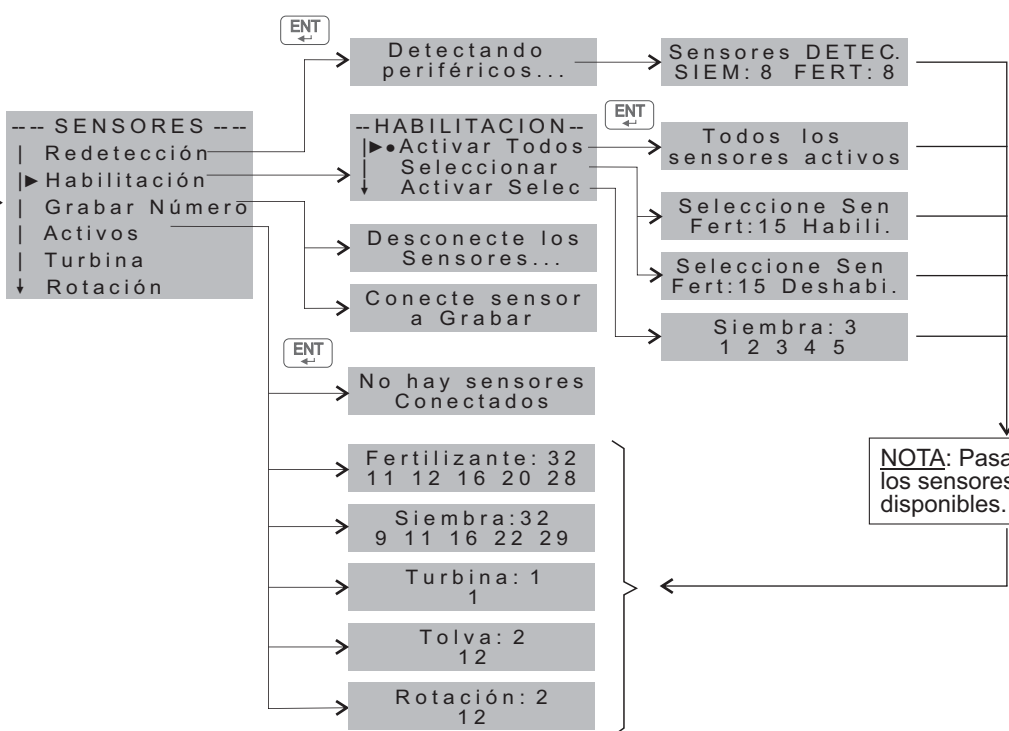 ENT
---- SENSORES ----
Redetección
Habilitación
Grabar Número
Activos
Turbina
Rotación
Detectando
periféricos...
Sensores DETEC.
SIEM: 8 FERT: 8
ENT
--HABILITACION--
Activar Todos
Seleccionar
Activar Selec
Todos los
sensores activos
Seleccione Sen
Fert:15 Habili.
Seleccione Sen
Fert:15 Deshabi.
Siembra: 3
1 2 3 4 5
Desconecte los
Sensores...
Conecte sensor
a Grabar
ENT
No hay sensores
Conectados
Fertilizante: 32
11 12 16 20 28
Siembra:32
9 11 16 22 29
Turbina: 1
1
Tolva: 2
12
Rotación: 2
12
NOTA: Pasa
los sensores
disponibles.